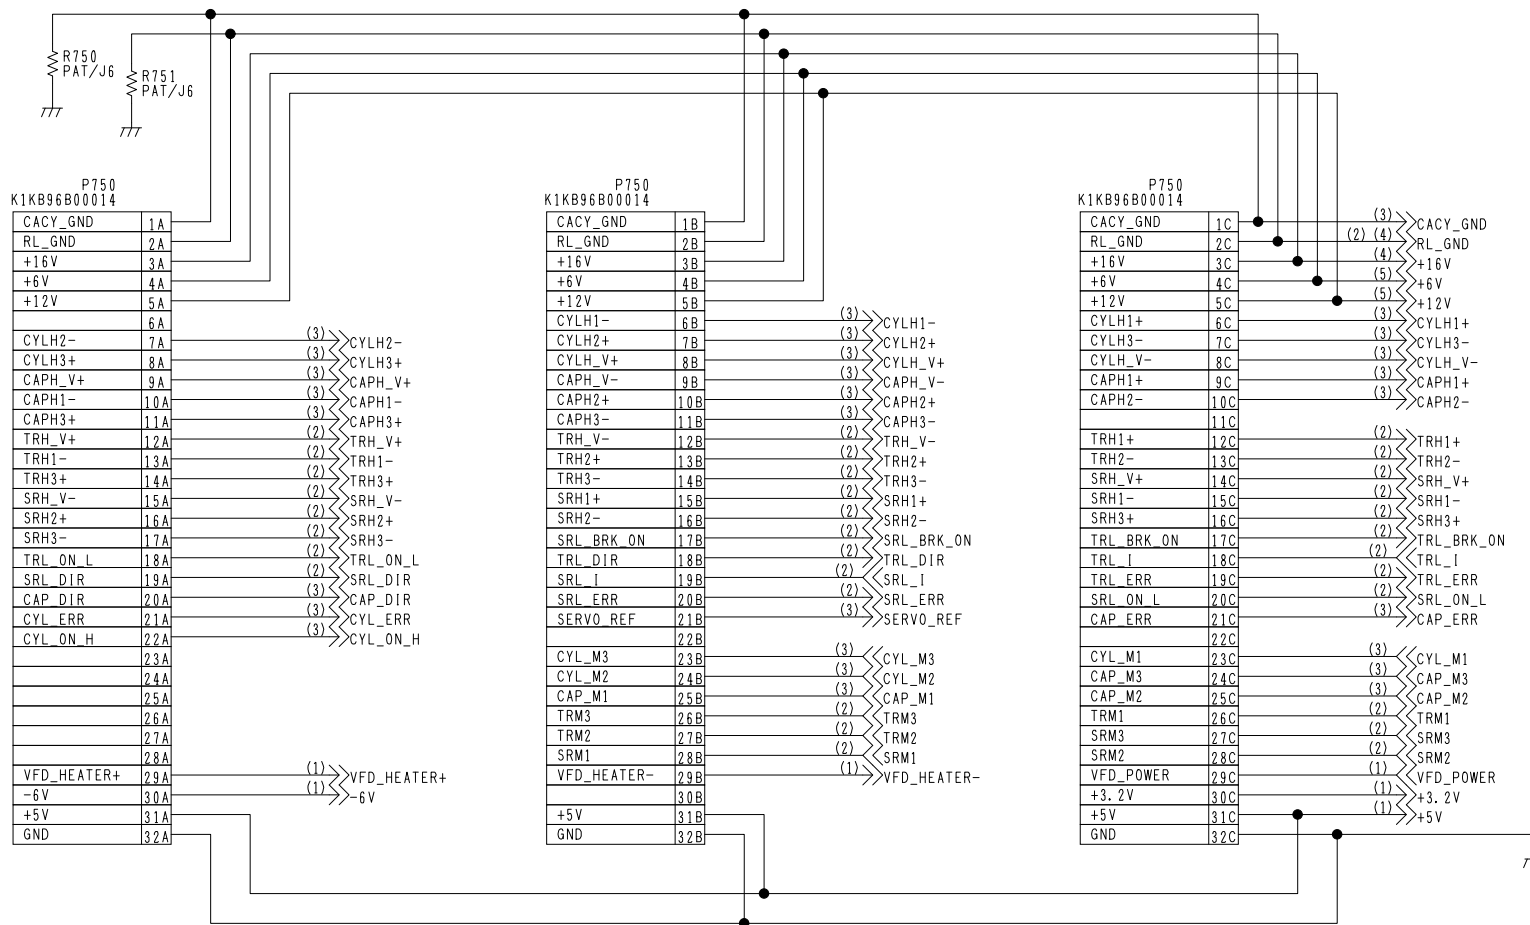 R750
PAT/J6
R751
PAT/J6
P750
K1KB96B00014
CACY_GND 1A
RL_GND 2A
+16V 3A
+6V 4A
+12V 5A
6A
CYLH2- 7A (3) CYLH2-
CYLH3+ 8A (3) CYLH3+
CAPH_V+ 9A (3) CAPH_V+
CAPH1- 10A (3) CAPH1-
CAPH3+ 11A (3) CAPH3+
TRH_V+ 12A (2) TRH_V+
TRH1- 13A (2) TRH1-
TRH3+ 14A (2) TRH3+
SRH_V- 15A (2) SRH_V-
SRH2+ 16A (2) SRH2+
SRH3- 17A (2) SRH3-
TRL_ON_L 18A (2) TRL_ON_L
SRL_DIR 19A (2) SRL_DIR
CAP_DIR 20A (3) CAP_DIR
CYL_ERR 21A (3) CYL_ERR
CYL_ON_H 22A (3) CYL_ON_H
23A
24A
25A
26A
27A
28A
VFD_HEATER+ 29A (1) VFD_HEATER+
-6V 30A (1) -6V
+5V 31A
GND 32A
P750
K1KB96B00014
CACY_GND 1B
RL_GND 2B
+16V 3B
+6V 4B
+12V 5B
CYLH1- 6B (3) CYLH1-
CYLH2+ 7B (3) CYLH2+
CYLH_V+ 8B (3) CYLH_V+
CAPH_V- 9B (3) CAPH_V-
CAPH2+ 10B (3) CAPH2+
CAPH3- 11B (3) CAPH3-
TRH_V- 12B (2) TRH_V-
TRH2+ 13B (2) TRH2+
TRH3- 14B (2) TRH3-
SRH1+ 15B (2) SRH1+
SRH2- 16B (2) SRH2-
SRL_BRK_ON 17B (2) SRL_BRK_ON
TRL_DIR 18B (2) TRL_DIR
SRL_I 19B (2) SRL_I
SRL_ERR 20B (2) SRL_ERR
SERVO_REF 21B (3) SERVO_REF
22B
CYL_M3 23B (3) CYL_M3
CYL_M2 24B (3) CYL_M2
CAP_M1 25B (3) CAP_M1
TRM3 26B (2) TRM3
TRM2 27B (2) TRM2
SRM1 28B (2) SRM1
VFD_HEATER- 29B (1) VFD_HEATER-
30B
+5V 31B
GND 32B
P750
K1KB96B00014
CACY_GND 1C (3) CACY_GND
RL_GND 2C (2) (4) RL_GND
+16V 3C (4) +16V
+6V 4C (5) +6V
+12V 5C (5) +12V
CYLH1+ 6C (3) CYLH1+
CYLH3- 7C (3) CYLH3-
CYLH_V- 8C (3) CYLH_V-
CAPH1+ 9C (3) CAPH1+
CAPH2- 10C (3) CAPH2-
11C
TRH1+ 12C (2) TRH1+
TRH2- 13C (2) TRH2-
SRH_V+ 14C (2) SRH_V+
SRH1- 15C (2) SRH1-
SRH3+ 16C (2) SRH3+
TRL_BRK_ON 17C (2) TRL_BRK_ON
TRL_I 18C (2) TRL_I
TRL_ERR 19C (2) TRL_ERR
SRL_ON_L 20C (2) SRL_ON_L
CAP_ERR 21C (3) CAP_ERR
22C
CYL_M1 23C (3) CYL_M1
CAP_M3 24C (3) CAP_M3
CAP_M2 25C (3) CAP_M2
TRM1 26C (2) TRM1
SRM3 27C (2) SRM3
SRM2 28C (2) SRM2
VFD_POWER 29C (1) VFD_POWER
+3.2V 30C (1) +3.2V
+5V 31C (1) +5V
GND 32C